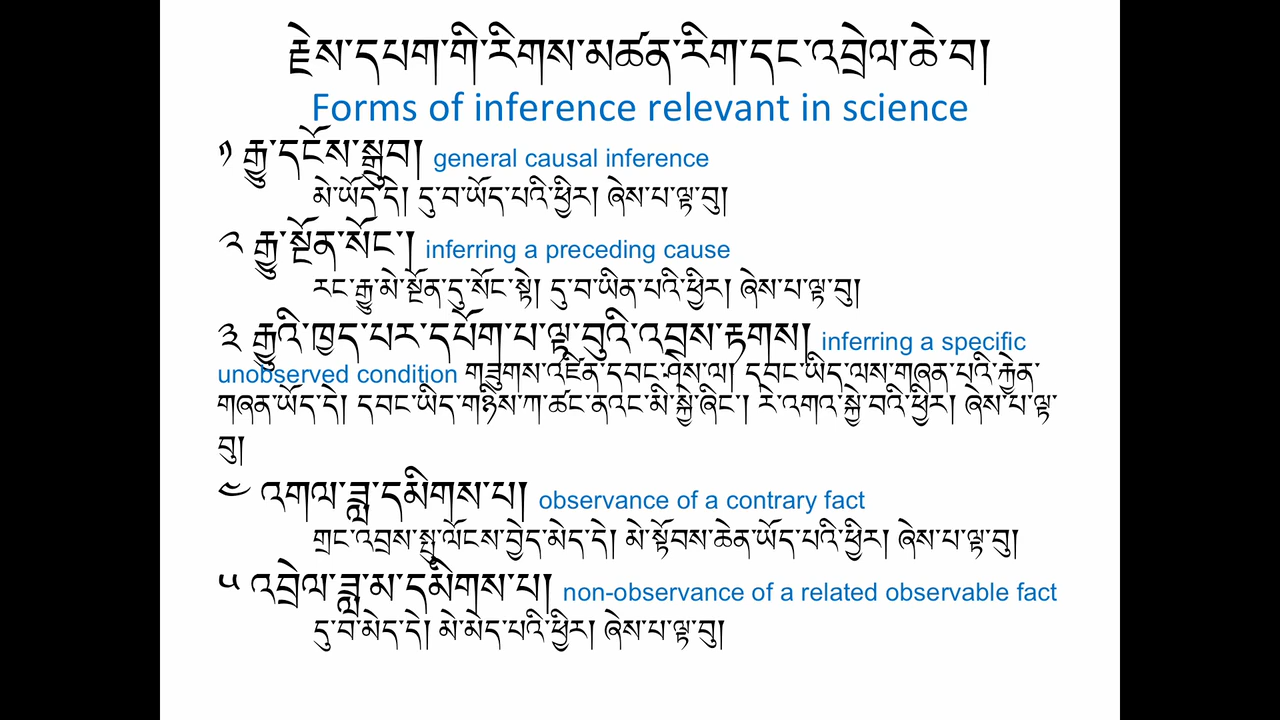 རྗེས་དཔག་གི་རིགས་མཚན་རིག་དང་འབྲེལ་ཆེ་བ།
Forms of inference relevant in science
༡ རྒྱུ་དངོས་སྒྲུབ། general causal inference
མེ་ཡོད་དེ། དུ་བ་ཡོད་པའི་ཕྱིར། ཞེས་པ་ལྟ་བུ།
༢ རྒྱུ་སྔོན་སོང་། inferring a preceding cause
རང་རྒྱུ་མེ་སྔོན་དུ་སོང་སྟེ། དུ་བ་ཡིན་པའི་ཕྱིར། ཞེས་པ་ལྟ་བུ།
༣ རྒྱུའི་ཁྱད་པར་དཔོག་པ་ལྟ་བུའི་འབྲས་རྟགས། inferring a specific
unobserved condition གཟུགས་འཛིན་དབང་ཤེས་ལ། དབང་ཡིད་ལས་གཞན་པའི་རྐྱེན་
གཞན་ཡོད་དེ། དབང་ཡིད་གཉིས་ཀ་ཚང་ནའང་མི་སྐྱེ་ཞིང་། རེ་འགའ་སྐྱེ་བའི་ཕྱིར། ཞེས་པ་ལྟ་
བུ།
༤ འགལ་ཟླ་དམིགས་པ། observance of a contrary fact
གྲང་འབྲས་སྤུ་ལོངས་བྱེད་མེད་དེ། མེ་སྟོབས་ཆེན་ཡོད་པའི་ཕྱིར། ཞེས་པ་ལྟ་བུ།
༥ འབྲེལ་ཟླ་མ་དམིགས་པ། non-observance of a related observable fact
དུ་བ་མེད་དེ། མེ་མེད་པའི་ཕྱིར། ཞེས་པ་ལྟ་བུ།